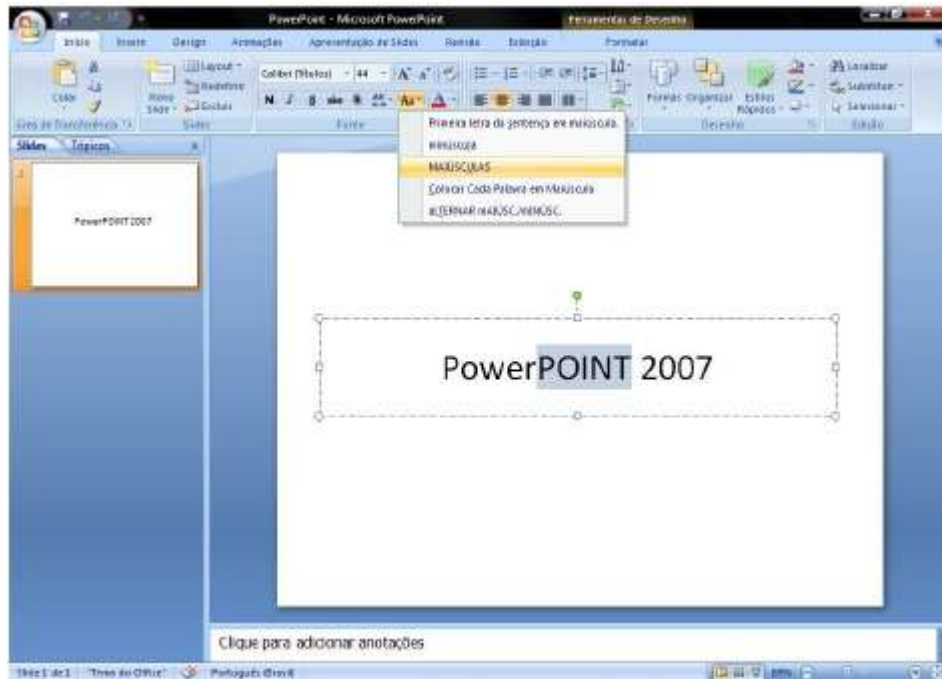 PowerPoint - Microsoft PowerPoint
Ferramentas de Desenho
Início Inserir Design Animações Apresentação de Slides Revisão Exibição Formatar
Colar
Novo Slide
Layout
Redefinir
Excluir
Calibri (Títulos) 44
N I S abc
Aa A
Formas Organizar Estilos Rápidos
Localizar
Substituir
Selecionar
Área de Transferência
Slides
Fonte
Desenho
Edição
Primeira letra da sentença em maiúscula.
minúscula
MAIÚSCULAS
Colocar Cada Palavra em Maiúscula
aLTERNAR mAIÚSC./mINÚSC.
Slides Tópicos
1
PowerPOINT 2007
PowerPOINT 2007
Clique para adicionar anotações
Slide 1 de 1 "Tema do Office" Português (Brasil)